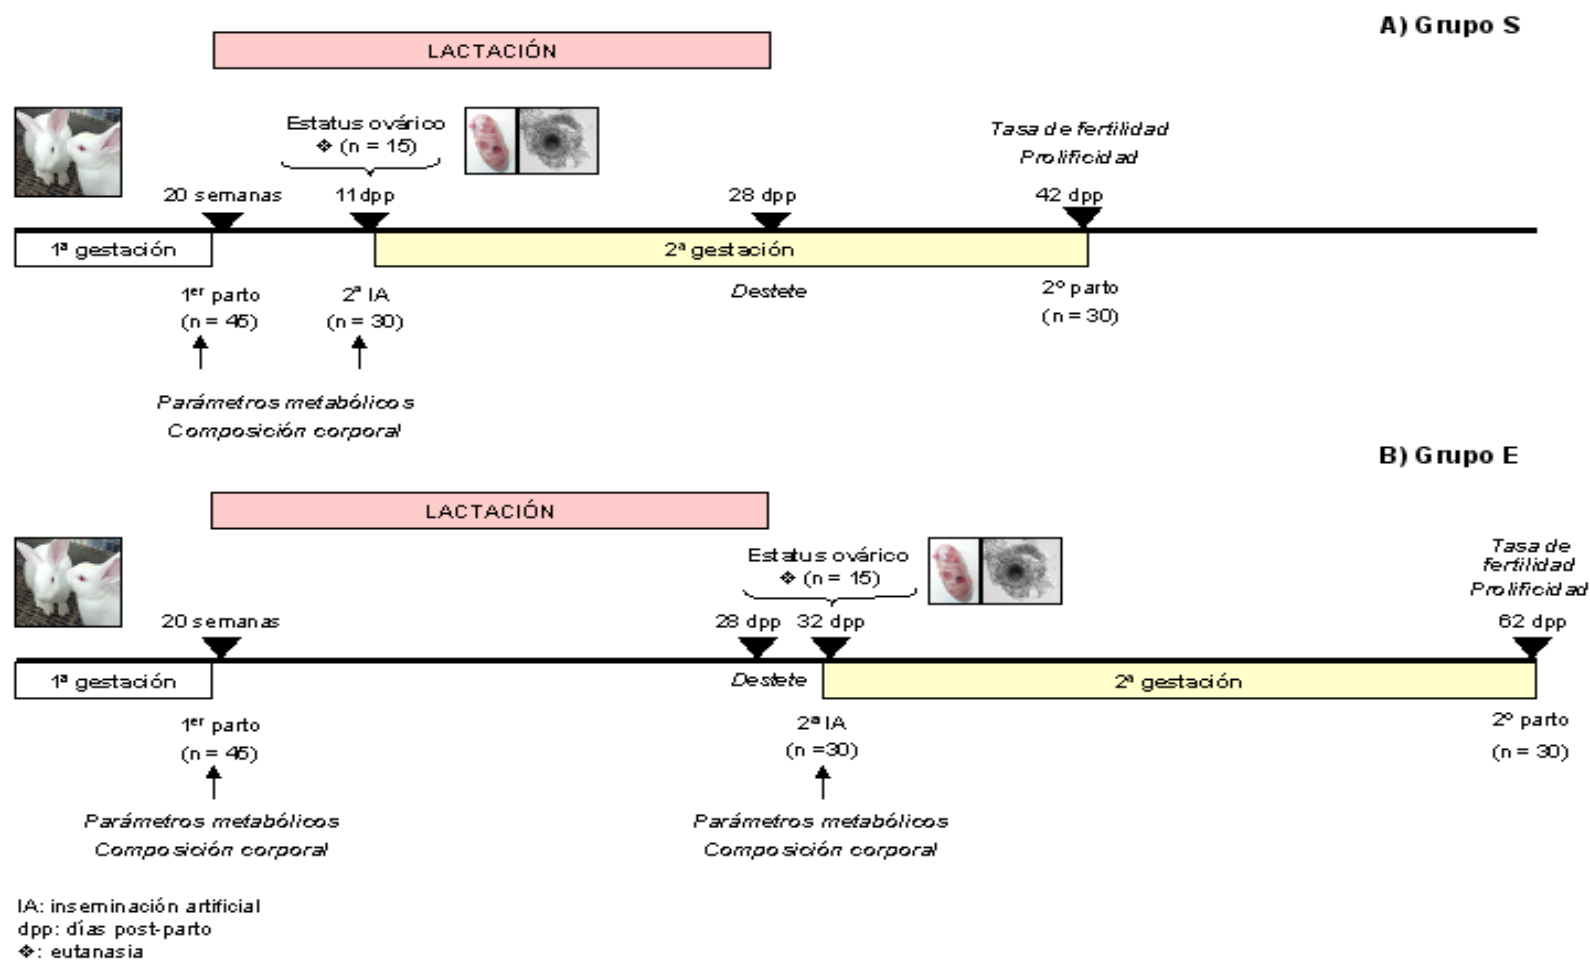 A) Grupo S
LACTACIÓN
Estatus ovárico
❖ (n = 15)
Tasa de fertilidad
Prolificidad
20 semanas
11 dpp
28 dpp
42 dpp
1ª gestación
2ª gestación
1er parto
(n = 45)
2ª IA
(n = 30)
Destete
2º parto
(n = 30)
Parámetros metabólicos
Composición corporal
B) Grupo E
LACTACIÓN
Estatus ovárico
❖ (n = 15)
Tasa de
fertilidad
Prolificidad
20 semanas
28 dpp
32 dpp
62 dpp
1ª gestación
Destete
2ª gestación
1er parto
(n = 45)
2ª IA
(n =30)
2º parto
(n = 30)
Parámetros metabólicos
Composición corporal
Parámetros metabólicos
Composición corporal
IA: inseminación artificial
dpp: días post-parto
❖: eutanasia